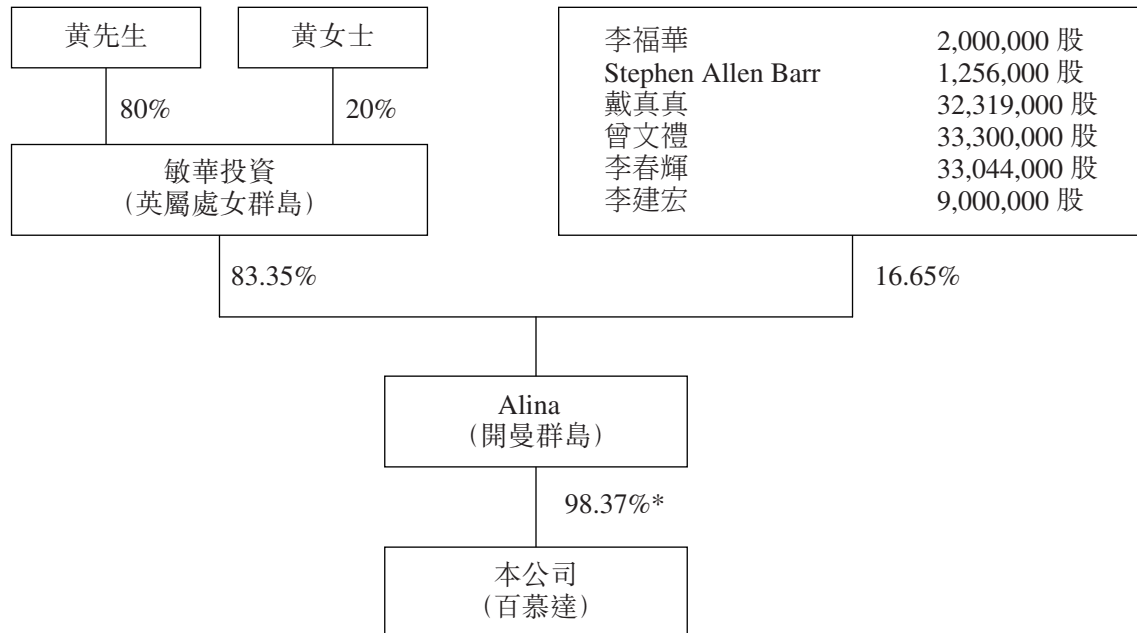 黃先生
黃女士
80%
20%
敏華投資
（英屬處女群島）
李福華 2,000,000 股
Stephen Allen Barr 1,256,000 股
戴真真 32,319,000 股
曾文禮 33,300,000 股
李春輝 33,044,000 股
李建宏 9,000,000 股
83.35%
16.65%
Alina
（開曼群島）
98.37%*
本公司
（百慕達）